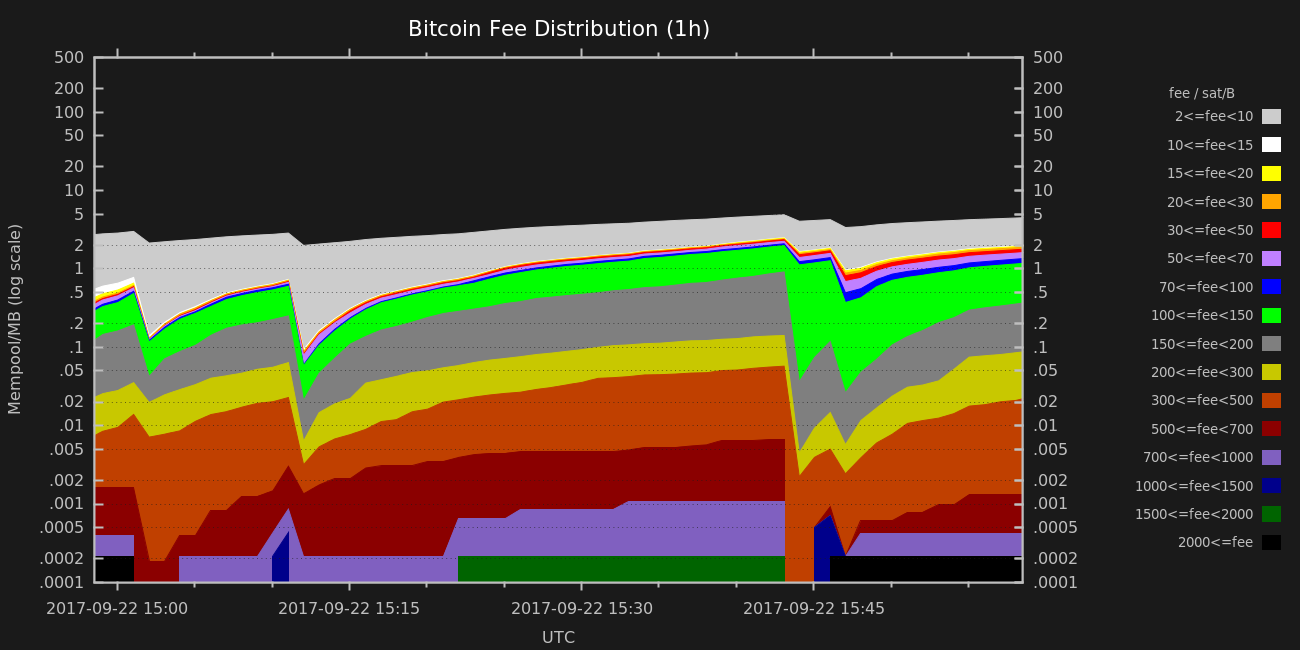 Bitcoin Fee Distribution (1h)
500
200
100
50
20
10
5
2
1
.5
.2
.1
.05
.02
.01
.005
.002
.001
.0005
.0002
.0001
Mempool/MB (log scale)
500
200
100
50
20
10
5
2
1
.5
.2
.1
.05
.02
.01
.005
.002
.001
.0005
.0002
.0001
2017-09-22 15:00
2017-09-22 15:15
2017-09-22 15:30
2017-09-22 15:45
UTC
fee / sat/B
2<=fee<10
10<=fee<15
15<=fee<20
20<=fee<30
30<=fee<50
50<=fee<70
70<=fee<100
100<=fee<150
150<=fee<200
200<=fee<300
300<=fee<500
500<=fee<700
700<=fee<1000
1000<=fee<1500
1500<=fee<2000
2000<=fee